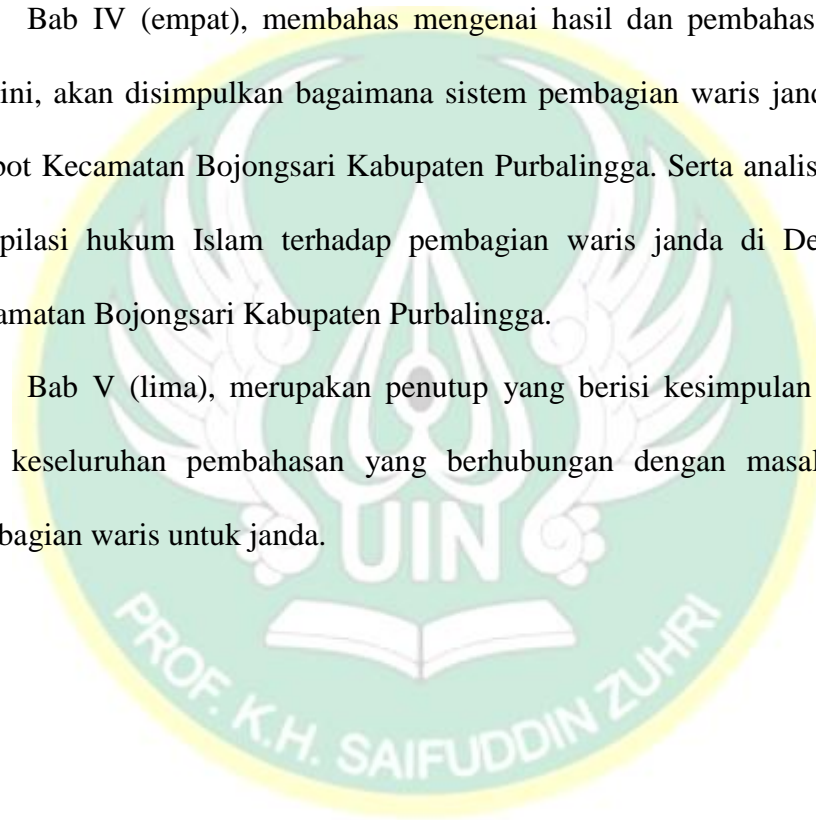 Bab IV (empat), membahas mengenai hasil dan pembahas
ini, akan disimpulkan bagaimana sistem pembagian waris jand
bot Kecamatan Bojongsari Kabupaten Purbalingga. Serta analis
pilasi hukum Islam terhadap pembagian waris janda di De
amatan Bojongsari Kabupaten Purbalingga.
Bab V (lima), merupakan penutup yang berisi kesimpulan
keseluruhan pembahasan yang berhubungan dengan masal
bagian waris untuk janda.
UIN
PROF. K.H. SAIFUDDIN ZUHRI